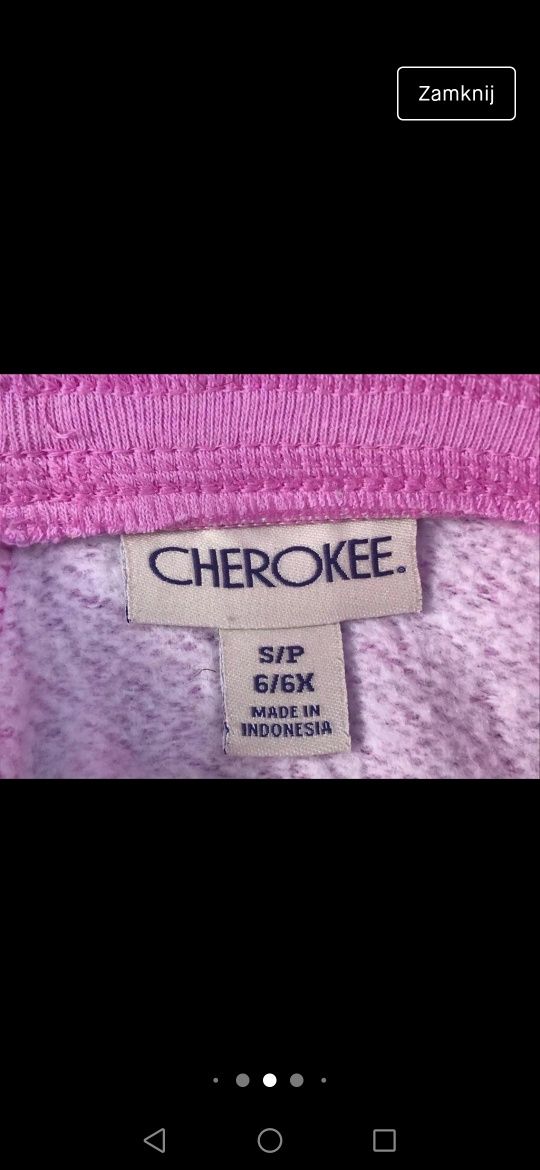 Zamknij
CHEROKEE.
S/P
6/6X
MADE IN
INDONESIA